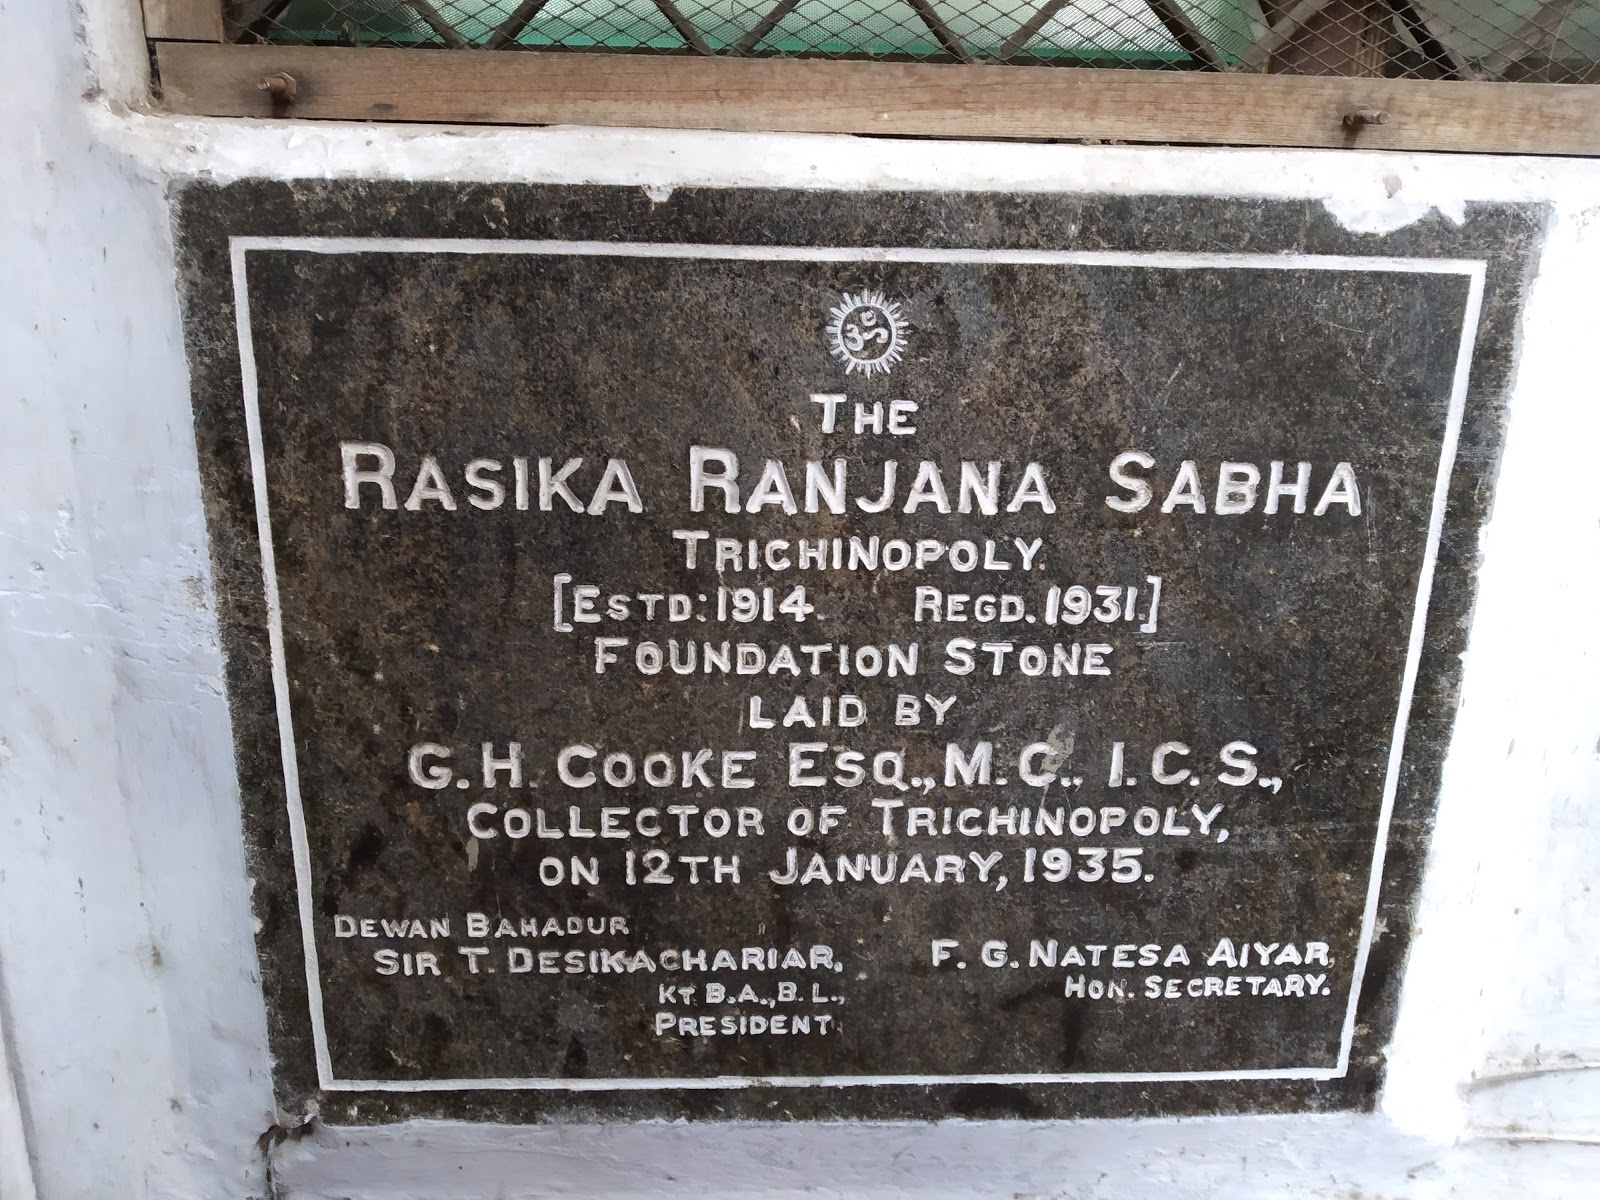 ॐ
THE
RASIKA RANJANA SABHA
TRICHINOPOLY.
[ESTD: 1914. REGD. 1931.]
FOUNDATION STONE
LAID BY
G. H. COOKE ESQ., M. C., I. C. S.,
COLLECTOR OF TRICHINOPOLY,
ON 12TH JANUARY, 1935.
DEWAN BAHADUR
SIR T. DESIKACHARIAR,
KT B.A., B. L.,
PRESIDENT.
F. G. NATESA AIYAR,
HON. SECRETARY.